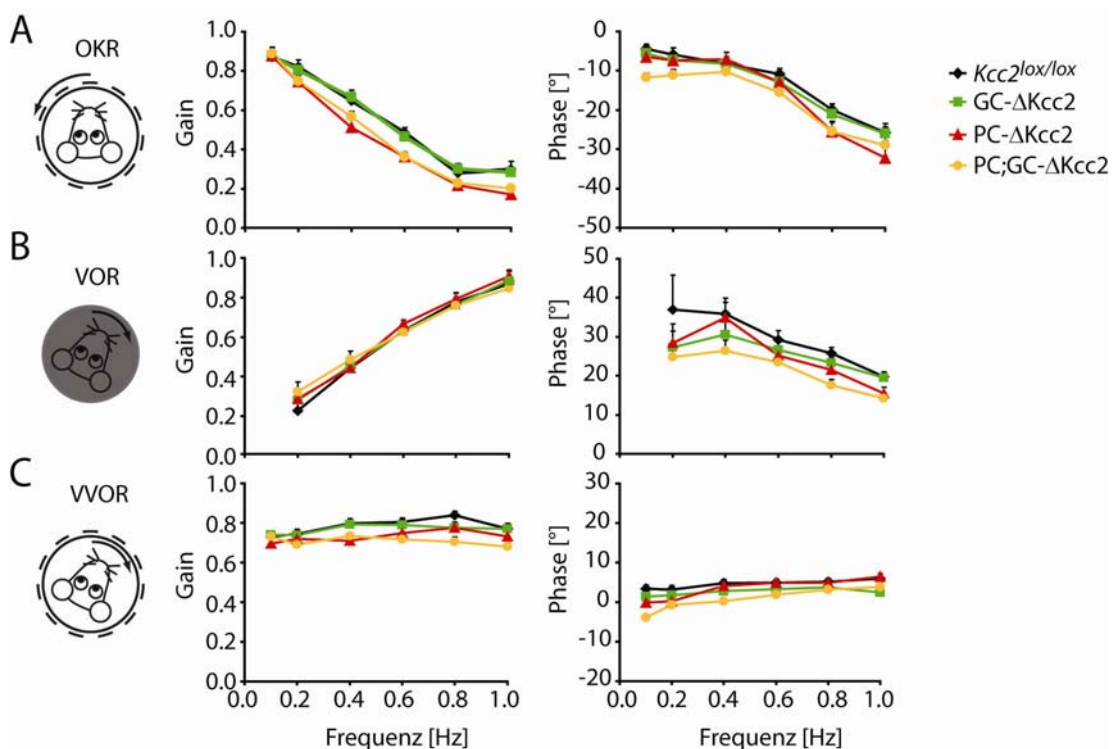 A
OKR
Gain
1.0
0.8
0.6
0.4
0.2
0.0
Phase [°]
0
-10
-20
-30
-40
-50
Kcc2lox/lox
GC-ΔKcc2
PC-ΔKcc2
PC;GC-ΔKcc2
B
VOR
Gain
1.0
0.8
0.6
0.4
0.2
0.0
Phase [°]
50
40
30
20
10
0
C
VVOR
Gain
1.0
0.8
0.6
0.4
0.2
0.0
0.0 0.2 0.4 0.6 0.8 1.0
Frequenz [Hz]
Phase [°]
30
20
10
0
-10
-20
0.0 0.2 0.4 0.6 0.8 1.0
Frequenz [Hz]